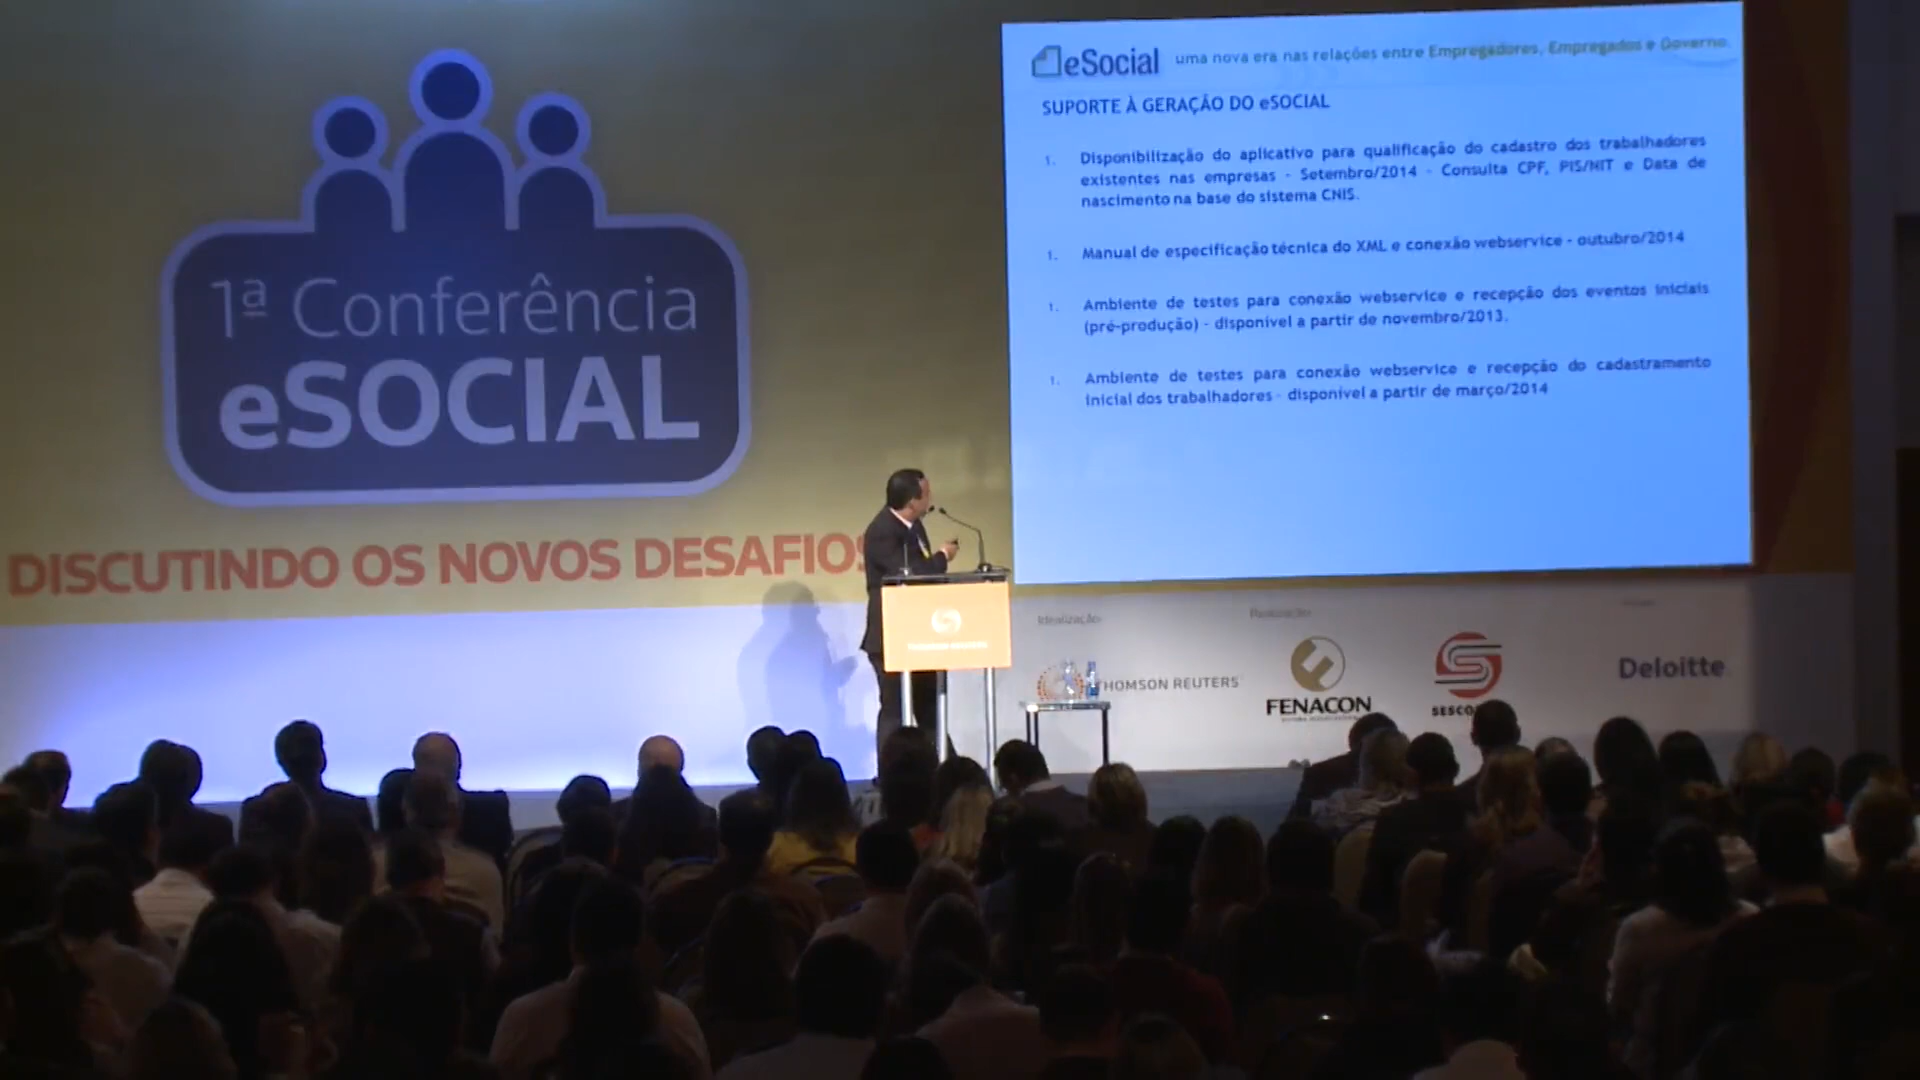 1ª Conferência
eSOCIAL
DISCUTINDO OS NOVOS DESAFIOS
eSocial uma nova era nas relações entre Empregadores, Empregados e Governo.
SUPORTE À GERAÇÃO DO eSOCIAL
1. Disponibilização do aplicativo para qualificação do cadastro dos trabalhadores
existentes nas empresas - Setembro/2014 - Consulta CPF, PIS/NIT e Data de
nascimento na base do sistema CNIS.
1. Manual de especificação técnica do XML e conexão webservice - outubro/2014
1. Ambiente de testes para conexão webservice e recepção dos eventos iniciais
(pré-produção) - disponível a partir de novembro/2013.
1. Ambiente de testes para conexão webservice e recepção do cadastramento
inicial dos trabalhadores - disponível a partir de março/2014
Idealização
Realização
HOMSON REUTERS
FENACON
SESCO
Deloitte.